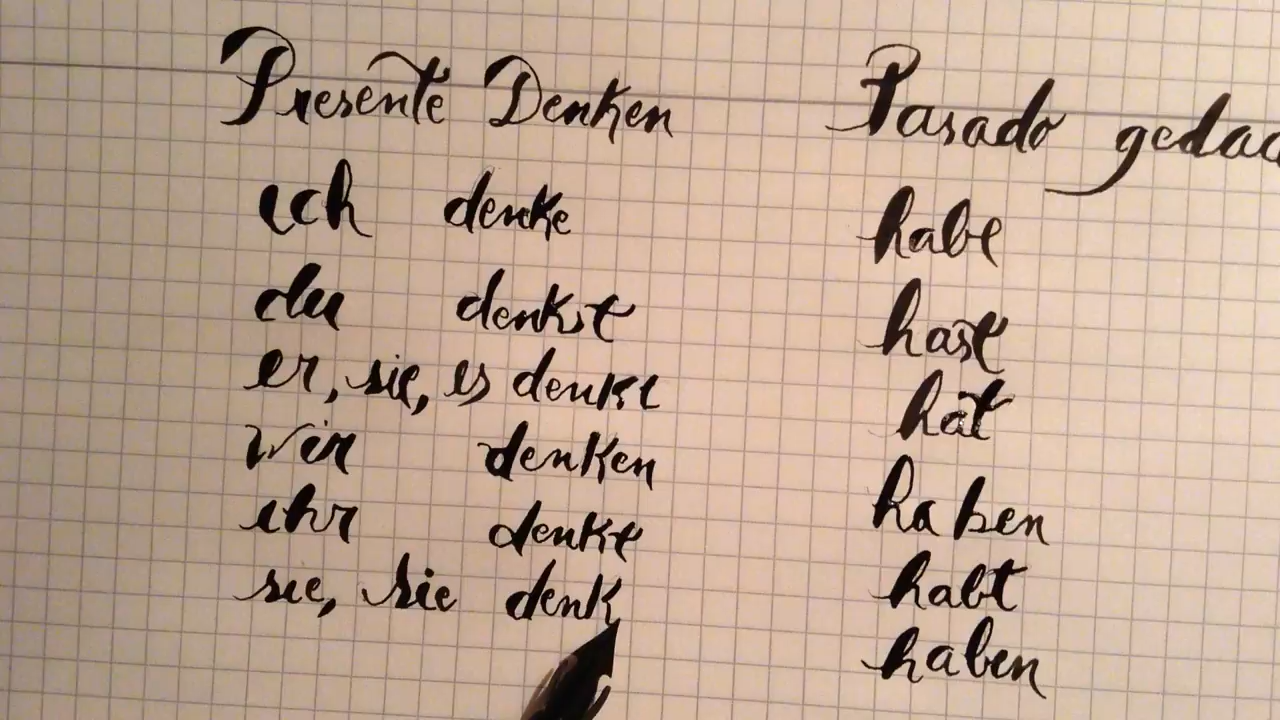 Presente Denken Pasado gedac
ich denke habe
du denkst hast
er, sie, es denkt hat
wir denken haben
ihr denkt habt
sie, Sie denk haben